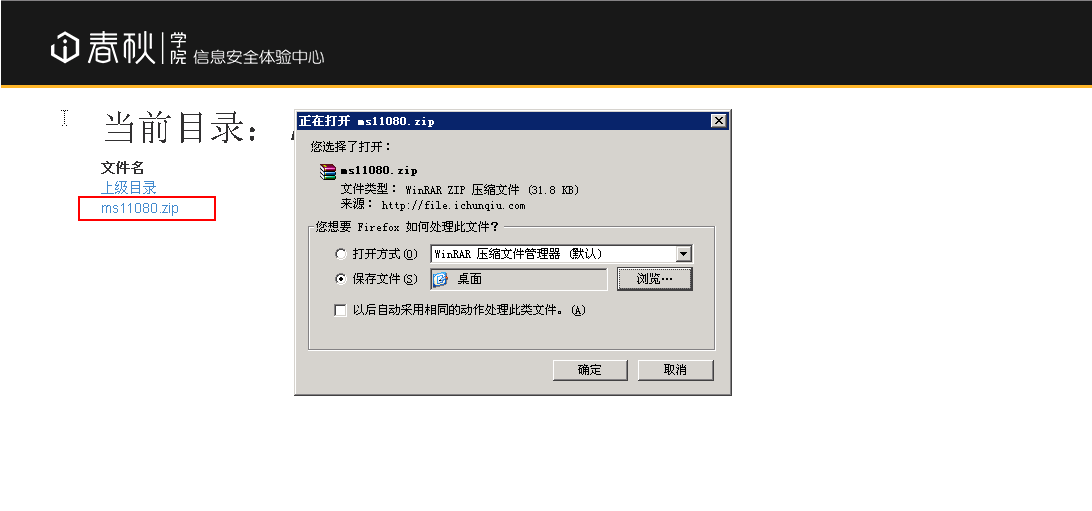 春秋学院 信息安全体验中心
当前目录：
文件名
上级目录
ms11080.zip
正在打开 ms11080.zip
您选择了打开：
ms11080.zip
文件类型： WinRAR ZIP 压缩文件 (31.8 KB)
来源： http://file.ichunqiu.com
您想要 Firefox 如何处理此文件？
打开方式(O) WinRAR 压缩文件管理器 (默认)
保存文件(S) 桌面 浏览…
以后自动采用相同的动作处理此类文件。(A)
确定 取消